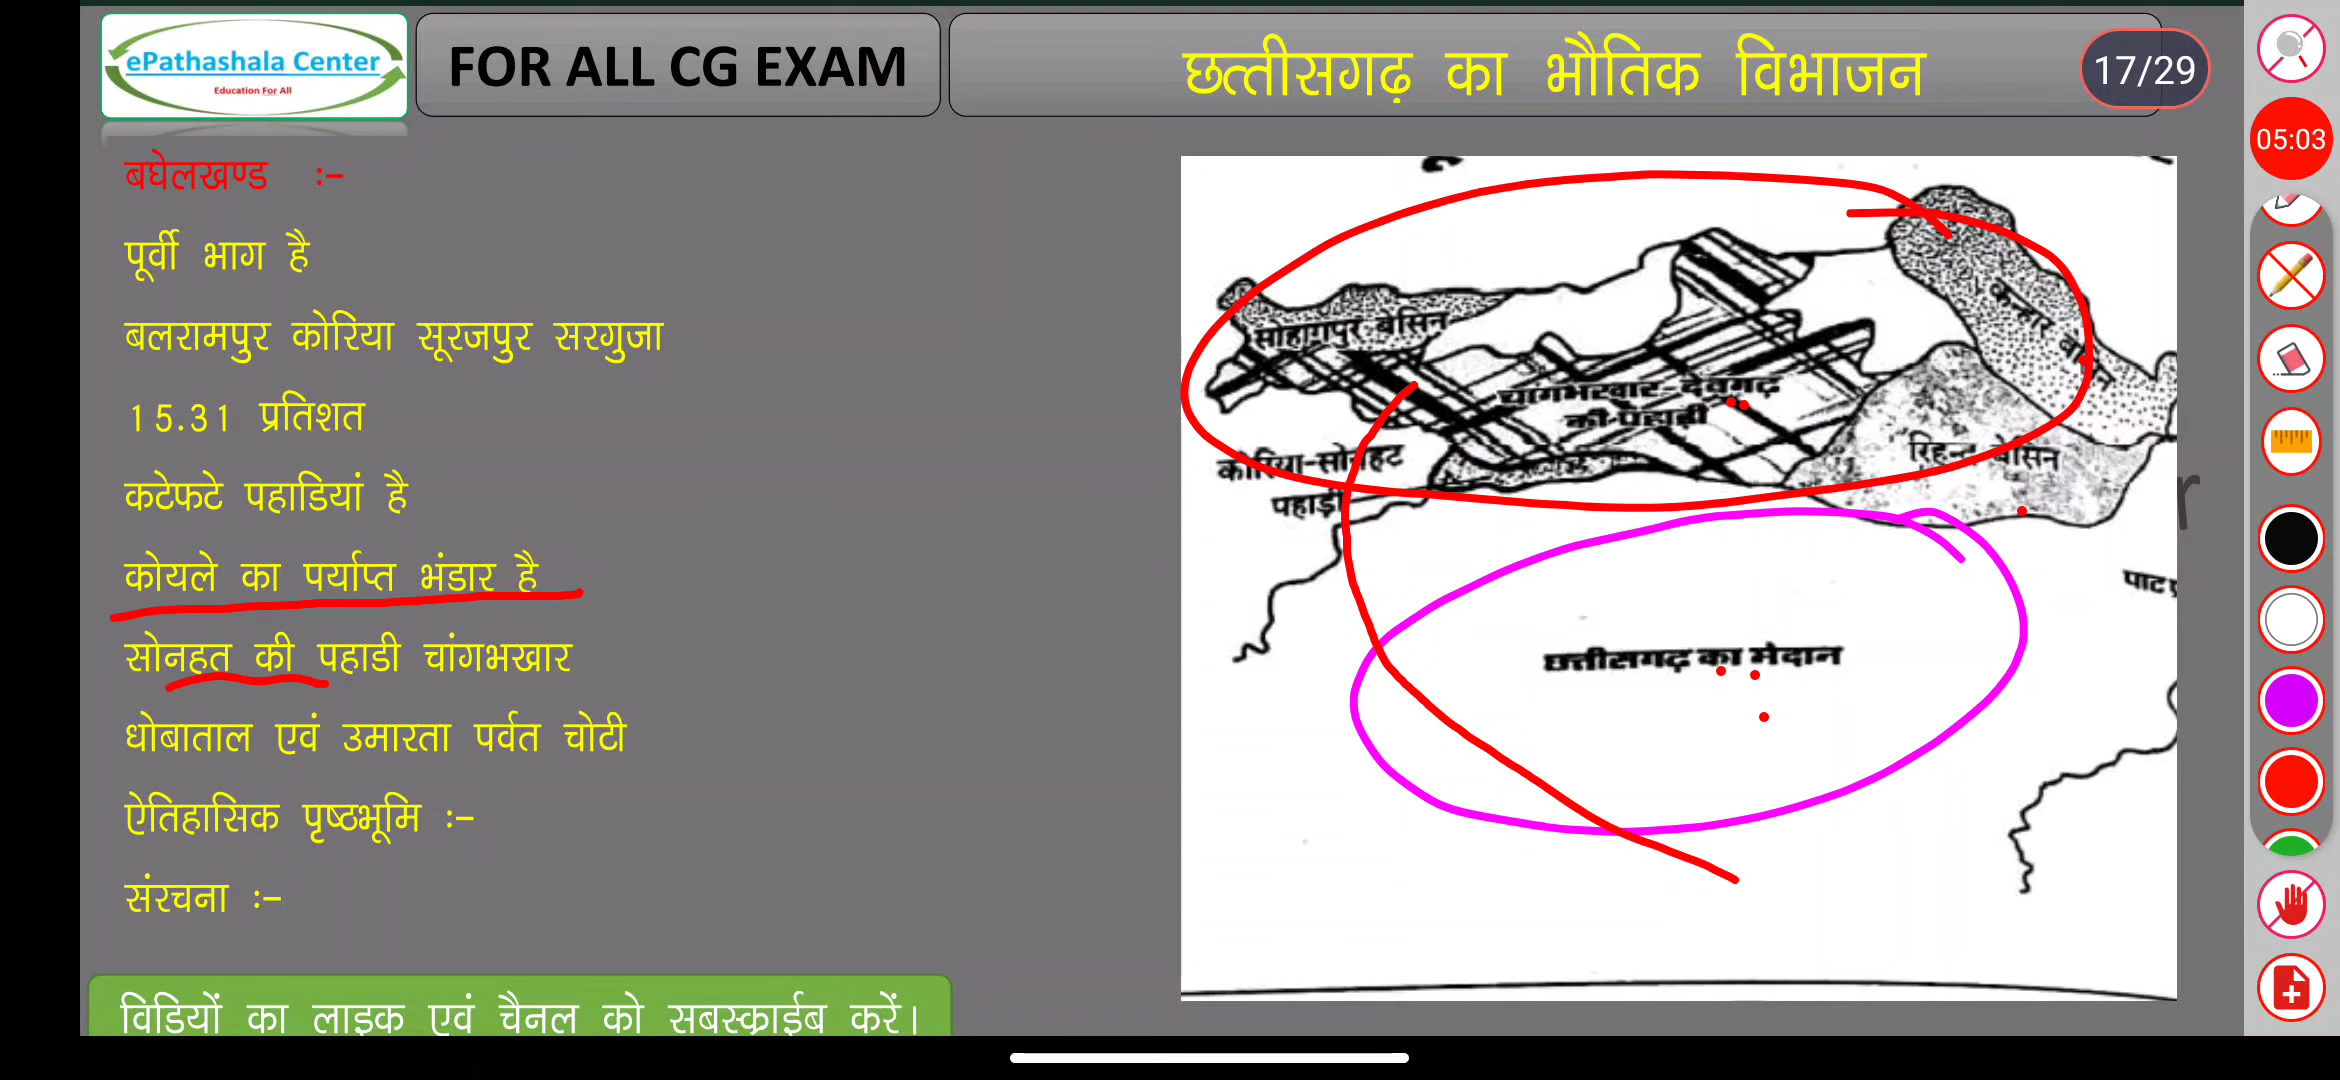 ePathashala Center
Education For All
FOR ALL CG EXAM
छत्तीसगढ़ का भौतिक विभाजन
17/29
05:03
बघेलखण्ड :-
पूर्वी भाग है
बलरामपुर कोरिया सूरजपुर सरगुजा
15.31 प्रतिशत
कटेफटे पहाडियां है
कोयले का पर्याप्त भंडार है
सोनहत की पहाडी चांगभखार
धोबाताल एवं उमारता पर्वत चोटी
ऐतिहासिक पृष्ठभूमि :-
संरचना :-
विडियों का लाइक एवं चैनल को सबस्क्राईब करें।
सोहागपुर बेसिन
कन्हार
चांगभखार-देवगढ़
की पहाड़ी
कोरिया-सोनहट
पहाड़ी
रिहन्द बेसिन
छत्तीसगढ़ का मैदान